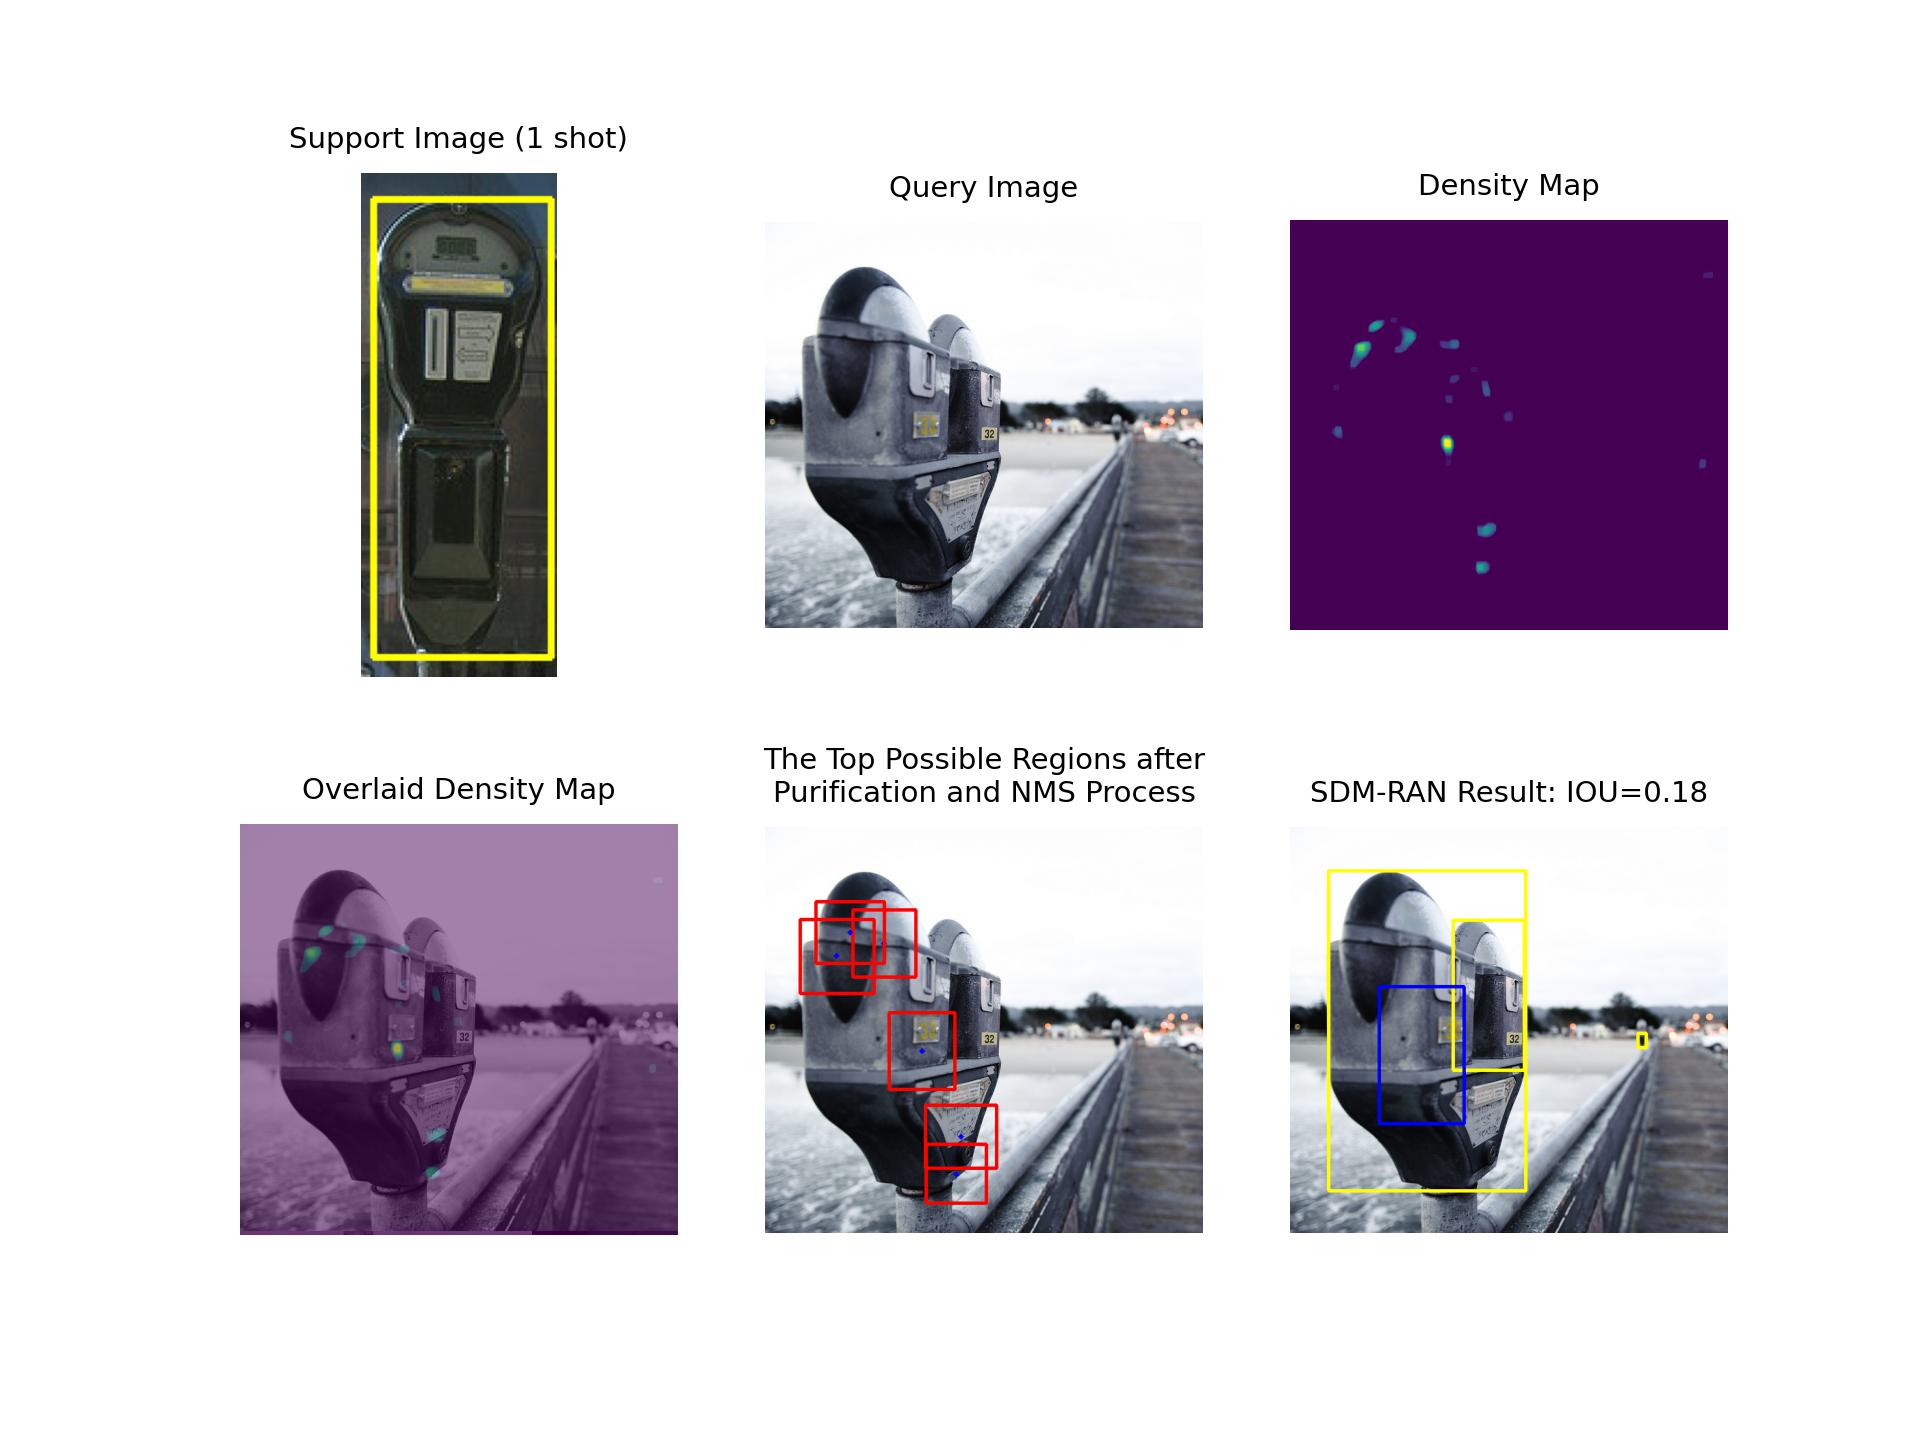 Support Image (1 shot)
Query Image
Density Map
Overlaid Density Map
The Top Possible Regions after
Purification and NMS Process
SDM-RAN Result: IOU=0.18
32
32
32
32